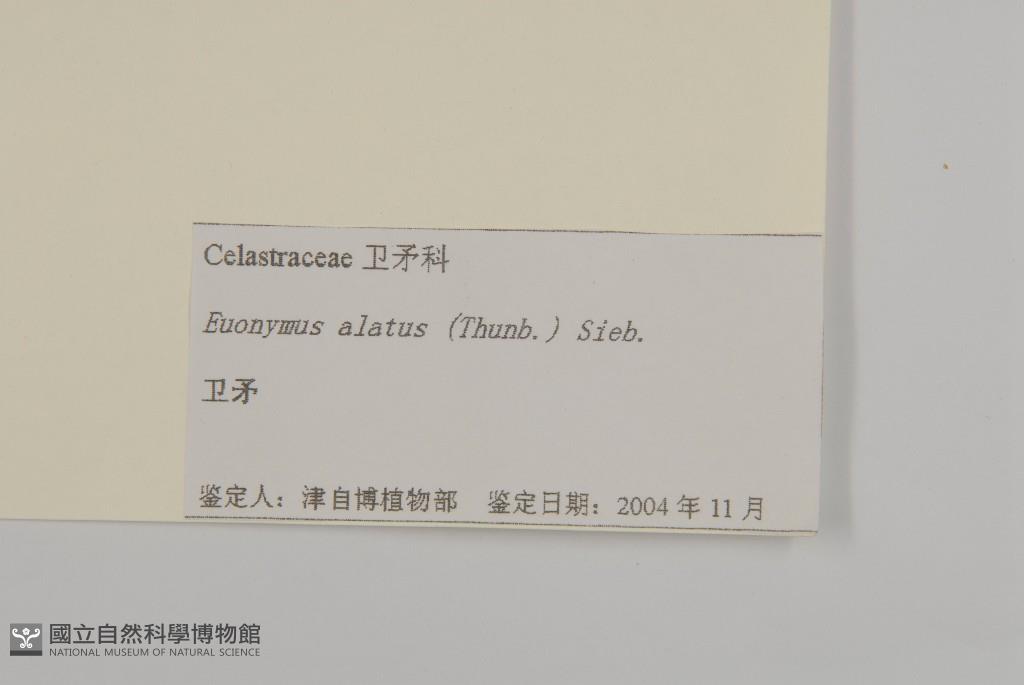 Celastraceae 卫矛科
Euonymus alatus (Thunb.) Sieb.
卫矛
鉴定人：津自博植物部 鉴定日期：2004 年 11 月
國立自然科學博物館
NATIONAL MUSEUM OF NATURAL SCIENCE